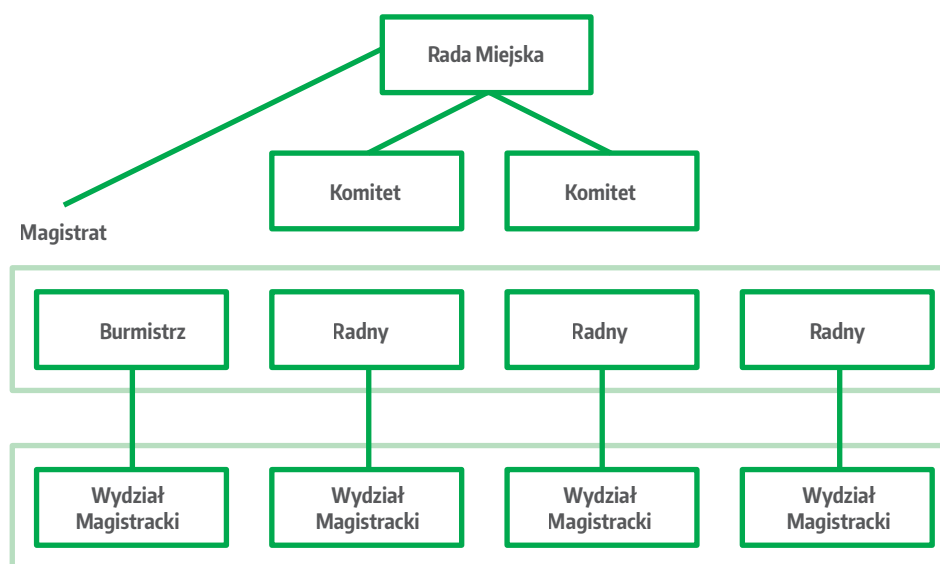 Rada Miejska
Komitet
Komitet
Magistrat
Burmistrz
Radny
Radny
Radny
Wydział
Magistracki
Wydział
Magistracki
Wydział
Magistracki
Wydział
Magistracki